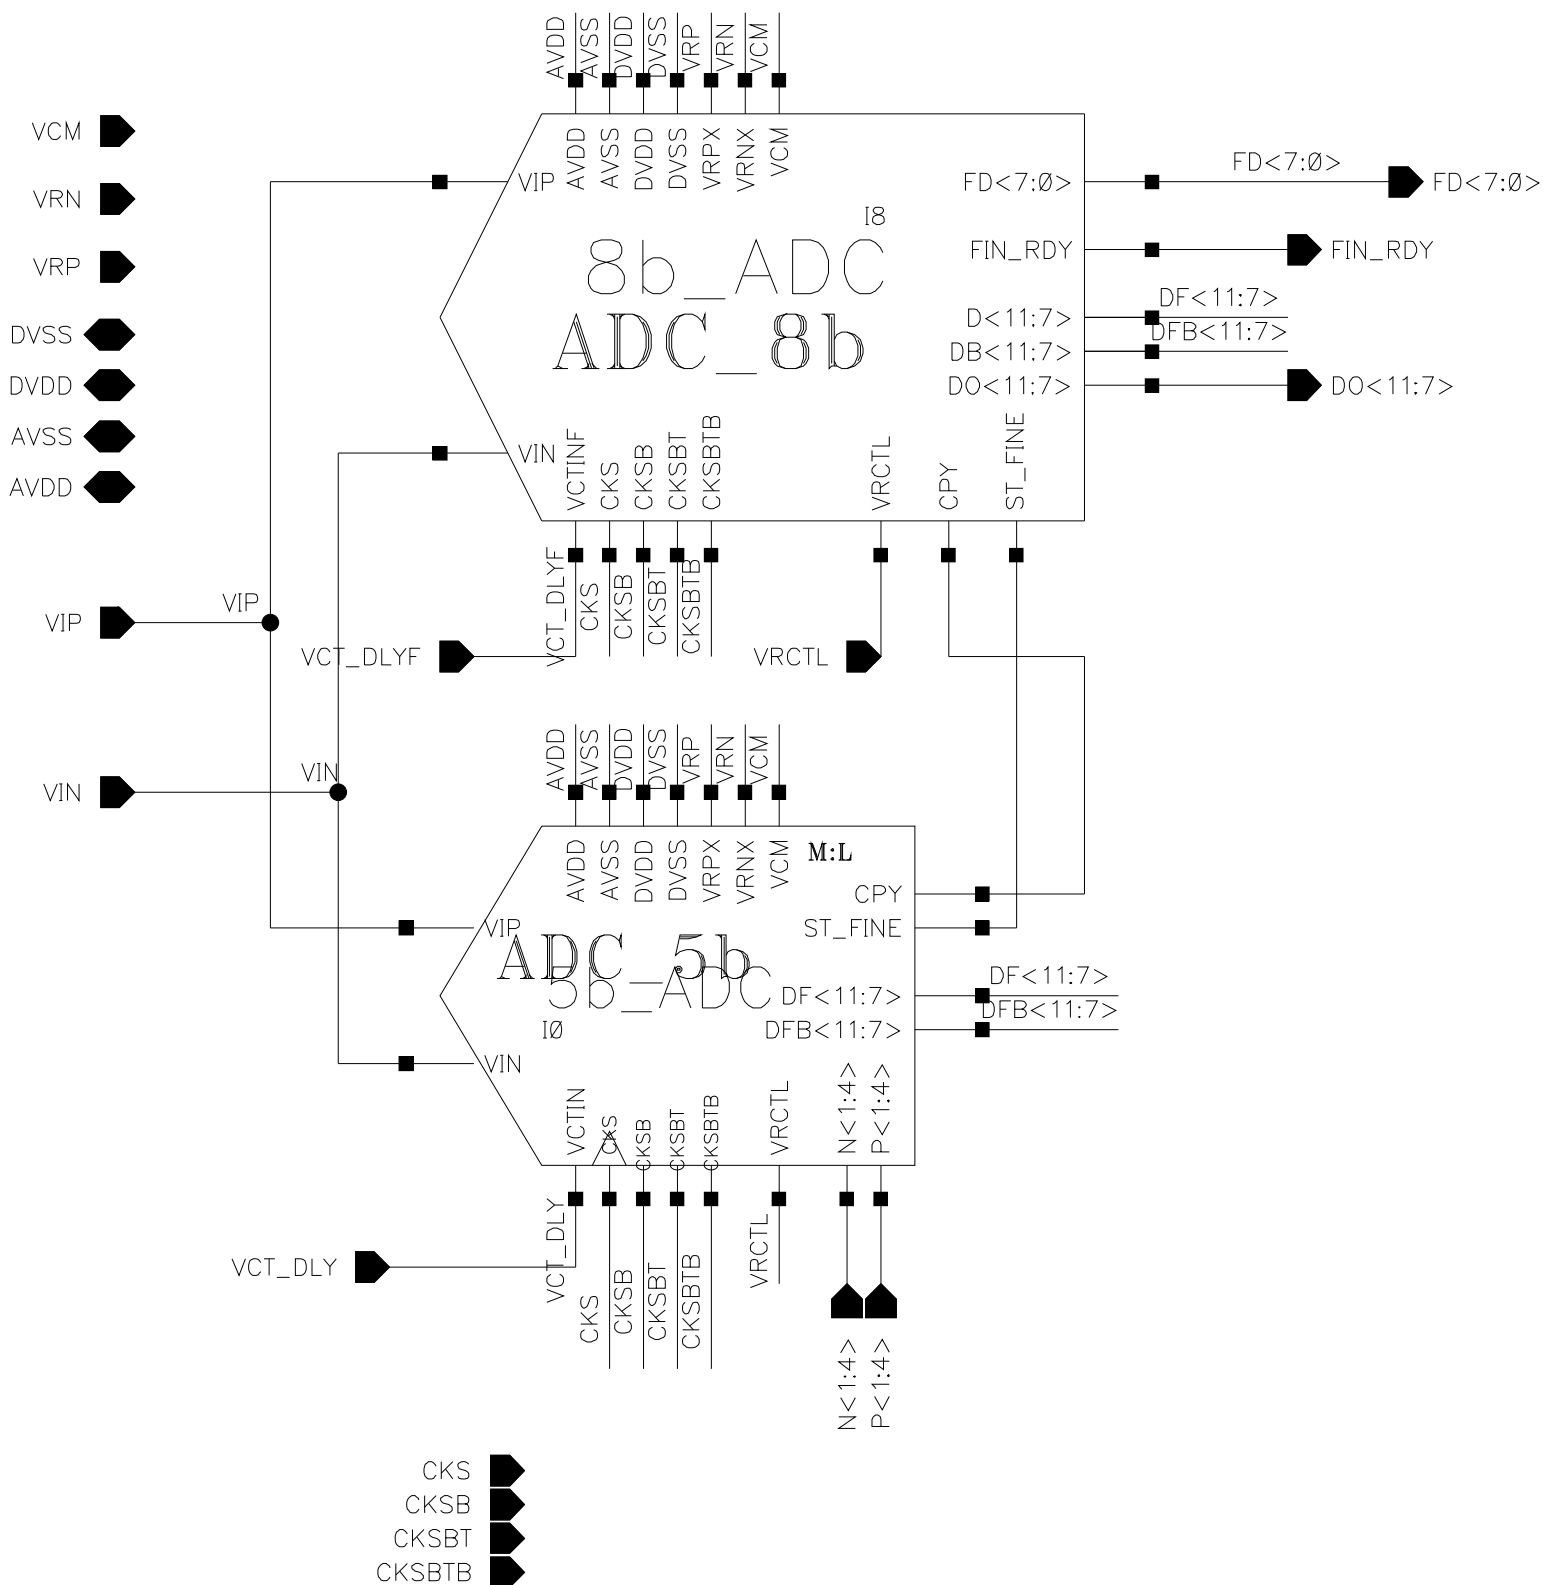 AVDD
AVSS
DVDD
DVSS
VRP
VRN
VCM
AVDD
AVSS
DVDD
DVSS
VRPX
VRNX
VCM
VCM
VRN
VRP
DVSS
DVDD
AVSS
AVDD
VIP
FD<7:0>
FD<7:0>
FD<7:0>
I8
8b_ADC
ADC_8b
FIN_RDY
FIN_RDY
D<11:7>
DF<11:7>
DB<11:7>
DFB<11:7>
DO<11:7>
DO<11:7>
VIN
VCTINF
CKS
CKSB
CKSBT
CKSBTB
VRCTL
CPY
ST_FINE
VCT_DLYF
CKS
CKSB
CKSBT
CKSBTB
VIP
VIP
VCT_DLYF
VRCTL
VIN
VIN
AVDD
AVSS
DVDD
DVSS
VRP
VRN
VCM
AVDD
AVSS
DVDD
DVSS
VRPX
VRNX
VCM
M:L
CPY
VIP
ST_FINE
ADC_5b
5b_ADC
DF<11:7>
DF<11:7>
I0
DFB<11:7>
DFB<11:7>
VIN
VCTIN
CKS
CKSB
CKSBT
CKSBTB
VRCTL
N<1:4>
P<1:4>
VCT_DLY
VCT_DLY
CKS
CKSB
CKSBT
CKSBTB
VRCTL
N<1:4>
P<1:4>
CKS
CKSB
CKSBT
CKSBTB